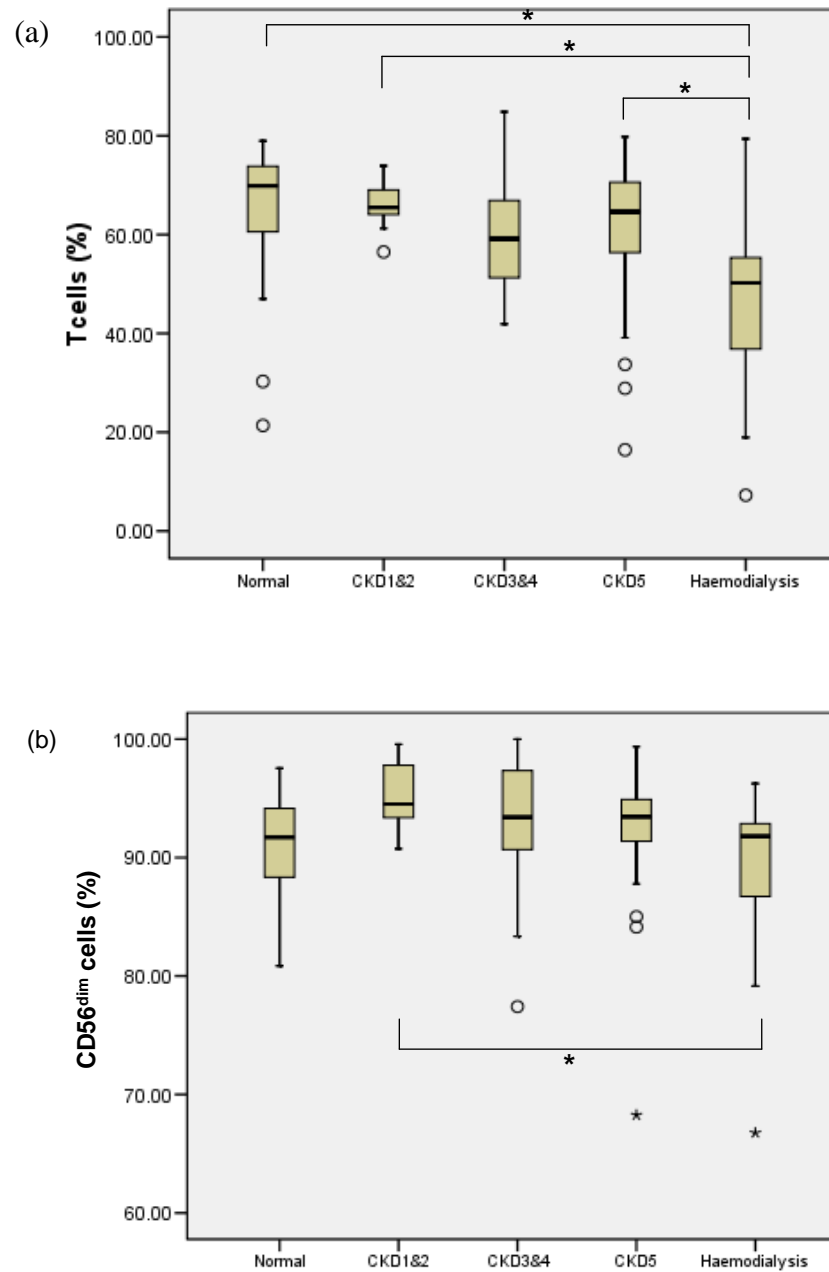 (a)
*
*
*
100.00
80.00
60.00
40.00
20.00
0.00
Tcells (%)
Normal CKD1&2 CKD3&4 CKD5 Haemodialysis
(b)
100.00
90.00
80.00
70.00
60.00
CD56dim cells (%)
*
*
*
Normal CKD1&2 CKD3&4 CKD5 Haemodialysis